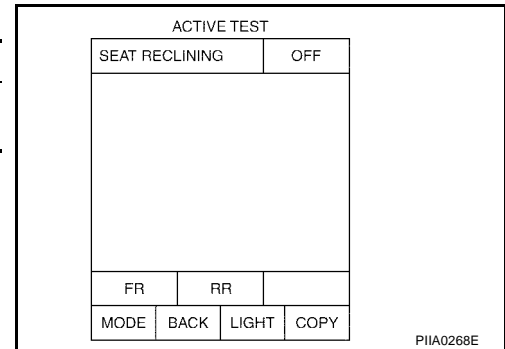 ACTIVE TEST
SEAT RECLINING OFF
FR RR
MODE BACK LIGHT COPY
PIIA0268E